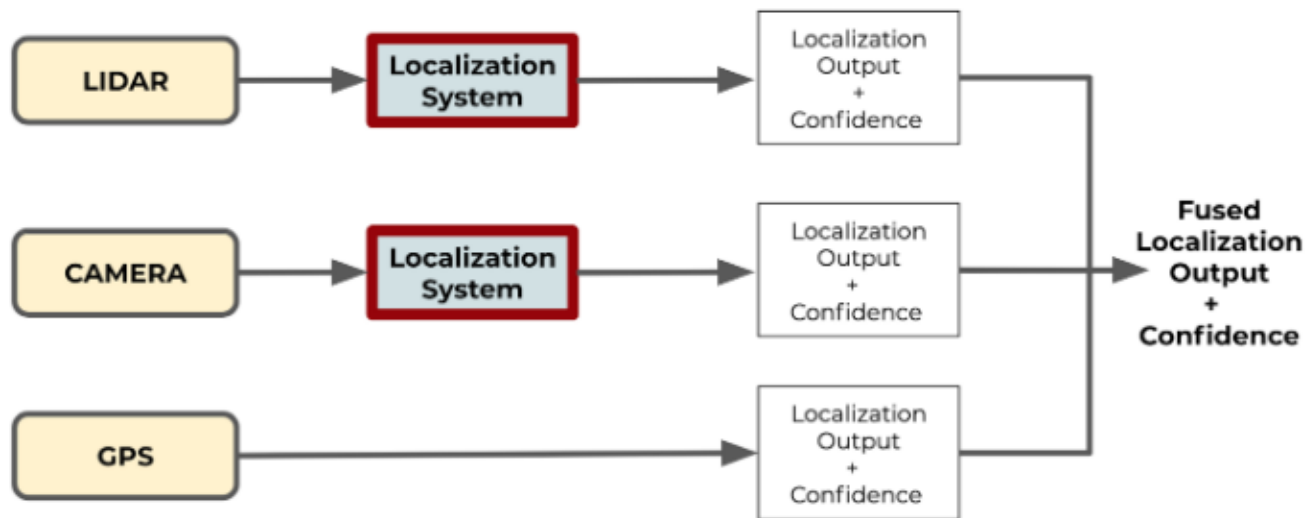 LIDAR
Localization
System
Localization
Output
+
Confidence
CAMERA
Localization
System
Localization
Output
+
Confidence
GPS
Localization
Output
+
Confidence
Fused
Localization
Output
+
Confidence